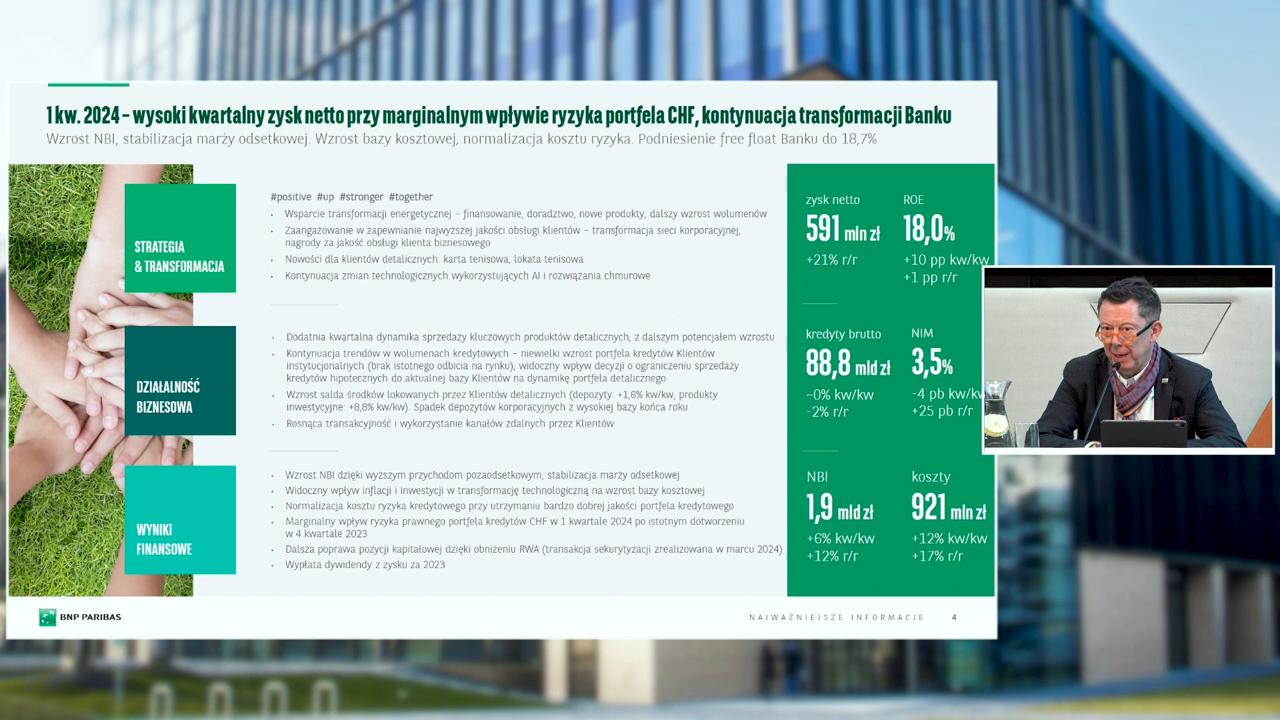 1 kw. 2024 – wysoki kwartalny zysk netto przy marginalnym wpływie ryzyka portfela CHF, kontynuacja transformacji Banku
Wzrost NBI, stabilizacja marży odsetkowej. Wzrost bazy kosztowej, normalizacja kosztu ryzyka. Podniesienie free float Banku do 18,7%
STRATEGIA
& TRANSFORMACJA
#positive #up #stronger #together
• Wsparcie transformacji energetycznej – finansowanie, doradztwo, nowe produkty, dalszy wzrost wolumenów
• Zaangażowanie w zapewnianie najwyższej jakości obsługi klientów – transformacja sieci korporacyjnej,
nagrody za jakość obsługi klienta biznesowego
• Nowości dla klientów detalicznych: karta tenisowa, lokata tenisowa
• Kontynuacja zmian technologicznych wykorzystujących AI i rozwiązania chmurowe
DZIAŁALNOŚĆ
BIZNESOWA
• Dodatnia kwartalna dynamika sprzedaży kluczowych produktów detalicznych, z dalszym potencjałem wzrostu
• Kontynuacja trendów w wolumenach kredytowych – niewielki wzrost portfela kredytów Klientów
instytucjonalnych (brak istotnego odbicia na rynku), widoczny wpływ decyzji o ograniczeniu sprzedaży
kredytów hipotecznych do aktualnej bazy Klientów na dynamikę portfela detalicznego
• Wzrost salda środków lokowanych przez Klientów detalicznych (depozyty: +1,6% kw/kw, produkty
inwestycyjne: +8,8% kw/kw). Spadek depozytów korporacyjnych z wysokiej bazy końca roku
• Rosnąca transakcyjność i wykorzystanie kanałów zdalnych przez Klientów
WYNIKI
FINANSOWE
• Wzrost NBI dzięki wyższym przychodom pozaodsetkowym, stabilizacja marży odsetkowej
• Widoczny wpływ inflacji i inwestycji w transformację technologiczną na wzrost bazy kosztowej
• Normalizacja kosztu ryzyka kredytowego przy utrzymaniu bardzo dobrej jakości portfela kredytowego
• Marginalny wpływ ryzyka prawnego portfela kredytów CHF w 1 kwartale 2024 po istotnym dotworzeniu
w 4 kwartale 2023
• Dalsza poprawa pozycji kapitałowej dzięki obniżeniu RWA (transakcja sekurytyzacji zrealizowana w marcu 2024)
• Wypłata dywidendy z zysku za 2023
zysk netto
591 mln zł
+21% r/r
ROE
18,0%
+10 pp kw/kw
+1 pp r/r
kredyty brutto
88,8 mld zł
~0% kw/kw
-2% r/r
NIM
3,5%
-4 pb kw/kw
+25 pb r/r
NBI
1,9 mld zł
+6% kw/kw
+12% r/r
koszty
921 mln zł
+12% kw/kw
+17% r/r
BNP PARIBAS
NAJWAŻNIEJSZE INFORMACJE 4